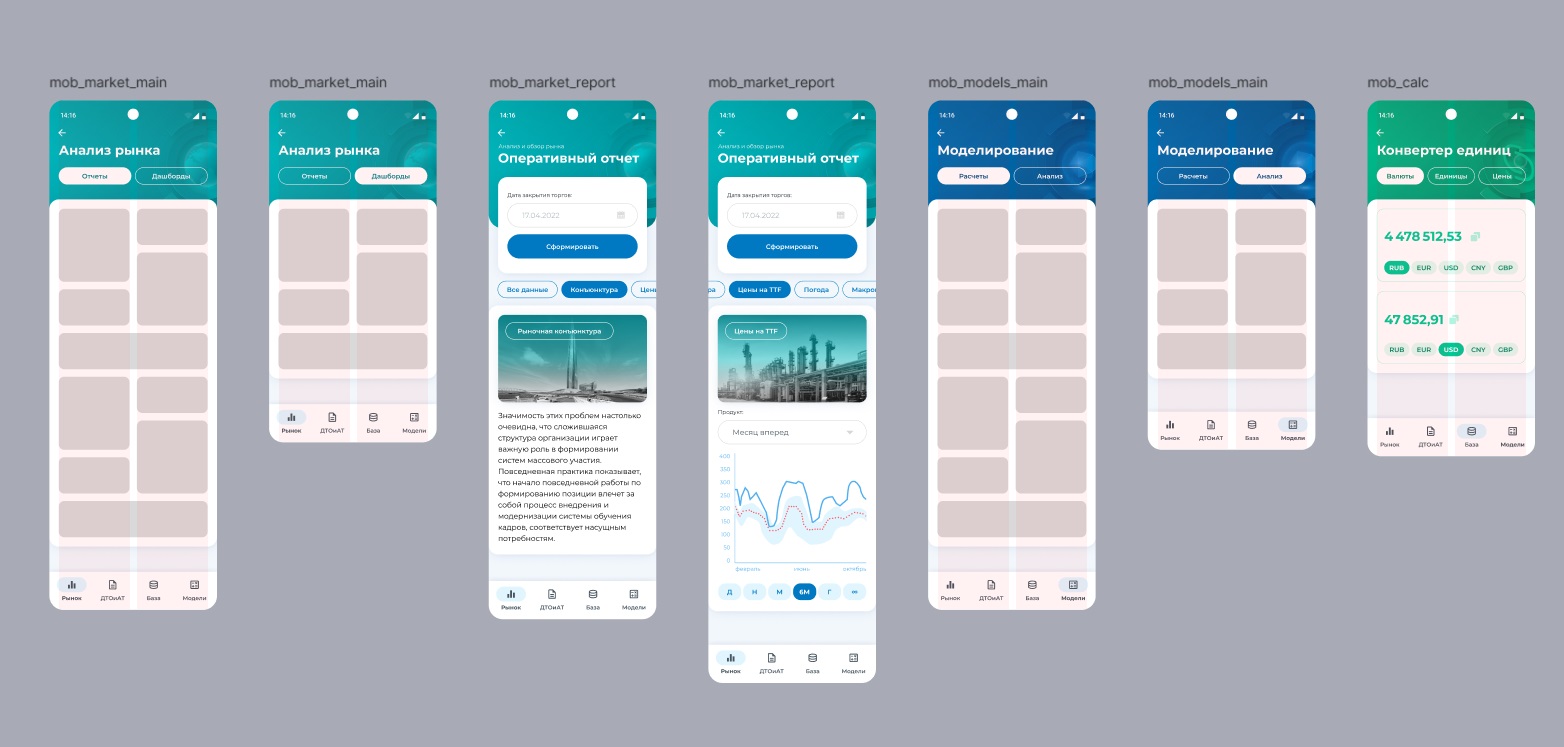 mob_market_main
14:16
Анализ рынка
Отчеты
Дашборды
Рынок
ДТОиАТ
База
Модели
mob_market_main
14:16
Анализ рынка
Отчеты
Дашборды
Рынок
ДТОиАТ
База
Модели
mob_market_report
14:16
Анализ и обзор рынка
Оперативный отчет
Дата закрытия торгов:
17.04.2022
Сформировать
Все данные
Конъюнктура
Цены
Рыночная конъюнктура
Значимость этих проблем настолько
очевидна, что сложившаяся
структура организации играет
важную роль в формировании
систем массового участия.
Повседневная практика показывает,
что начало повседневной работы по
формированию позиции влечет за
собой процесс внедрения и
модернизации системы обучения
кадров, соответствует насущным
потребностям.
Рынок
ДТОиАТ
База
Модели
mob_market_report
14:16
Анализ и обзор рынка
Оперативный отчет
Дата закрытия торгов:
17.04.2022
Сформировать
ра
Цены на TTF
Погода
Макро
Цены на TTF
Продукт
Месяц вперед
400
350
300
250
200
150
100
50
0
февраль
июнь
октябрь
Д
Н
М
6М
Г
∞
Рынок
ДТОиАТ
База
Модели
mob_models_main
14:16
Моделирование
Расчеты
Анализ
Рынок
ДТОиАТ
База
Модели
mob_models_main
14:16
Моделирование
Расчеты
Анализ
Рынок
ДТОиАТ
База
Модели
mob_calc
14:16
Конвертер единиц
Валюты
Единицы
Цены
4 478 512,53
RUB
EUR
USD
CNY
GBP
47 852,91
RUB
EUR
USD
CNY
GBP
Рынок
ДТОиАТ
База
Модели